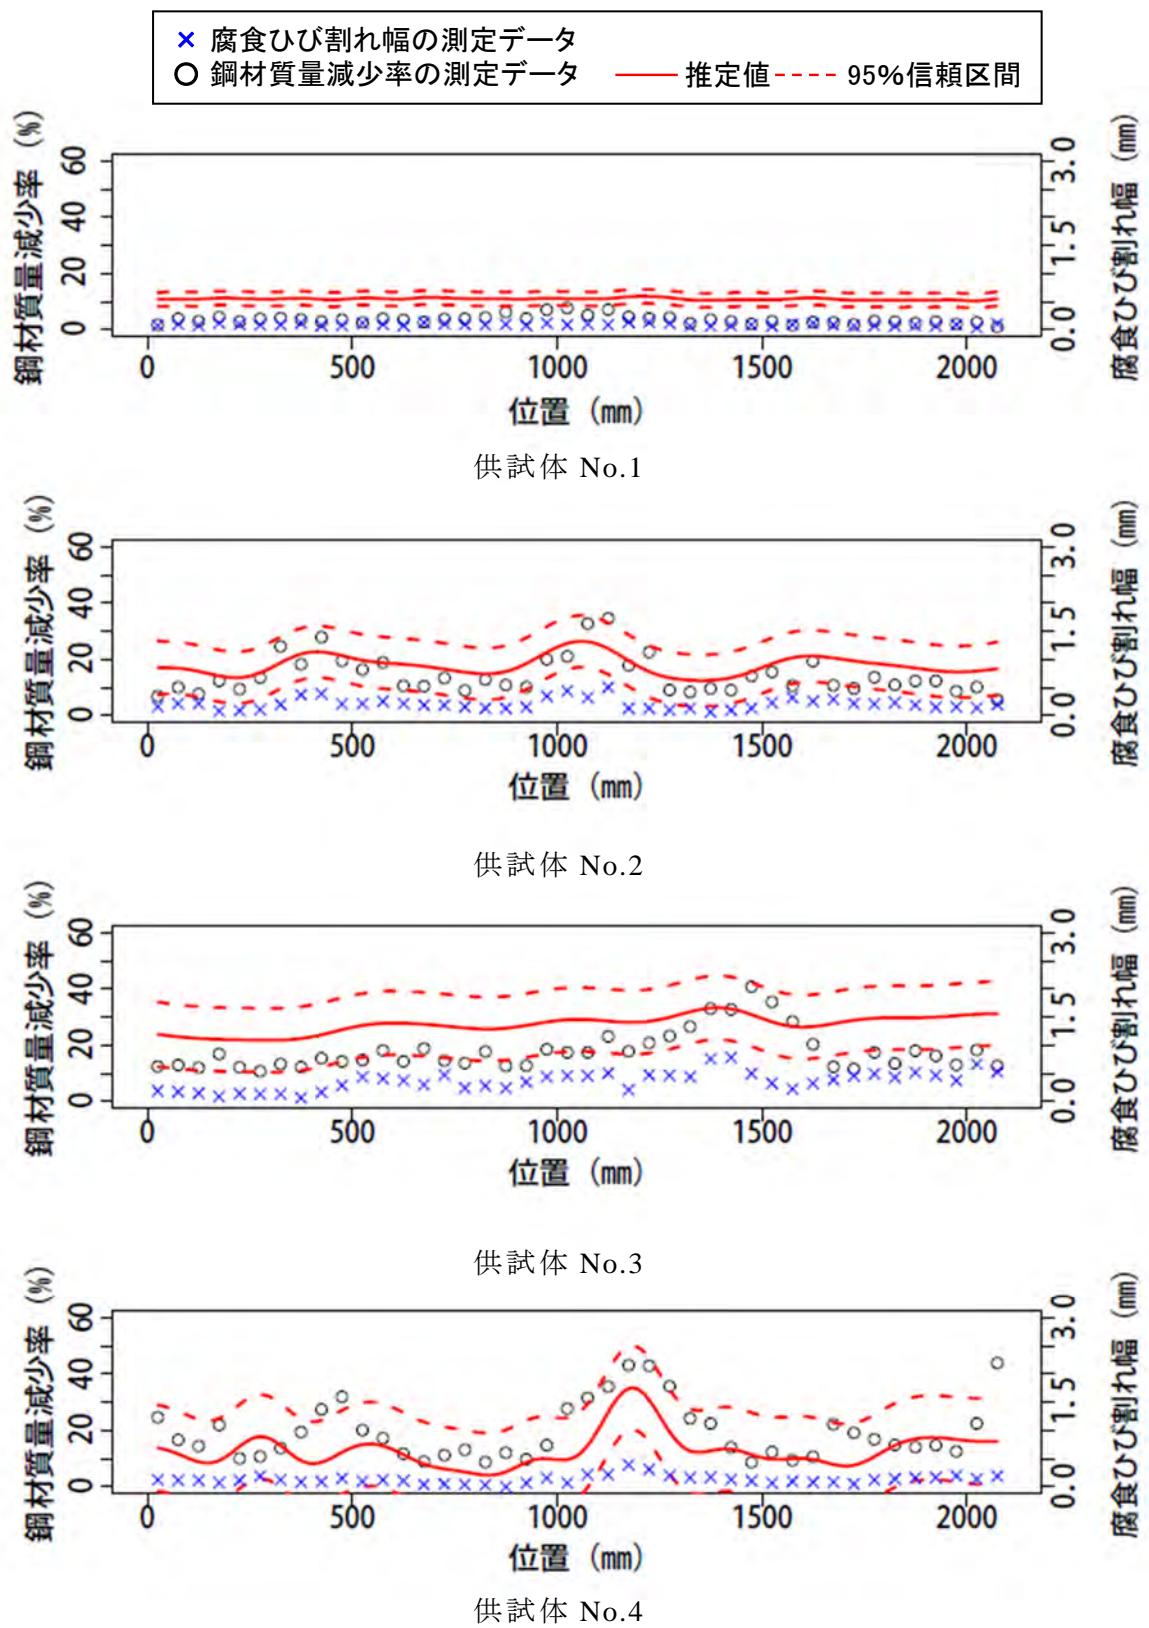 × 腐食ひび割れ幅の測定データ
○ 鋼材質量減少率の測定データ —— 推定値 ---- 95%信頼区間
鋼材質量減少率 (%)
60
40
20
0
3.0
1.5
0.0
腐食ひび割れ幅 (㎜)
0 500 1000 1500 2000
位置 (㎜)
供試体 No.1
鋼材質量減少率 (%)
60
40
20
0
3.0
1.5
0.0
腐食ひび割れ幅 (㎜)
0 500 1000 1500 2000
位置 (㎜)
供試体 No.2
鋼材質量減少率 (%)
60
40
20
0
3.0
1.5
0.0
腐食ひび割れ幅 (㎜)
0 500 1000 1500 2000
位置 (㎜)
供試体 No.3
鋼材質量減少率 (%)
60
40
20
0
3.0
1.5
0.0
腐食ひび割れ幅 (㎜)
0 500 1000 1500 2000
位置 (㎜)
供試体 No.4